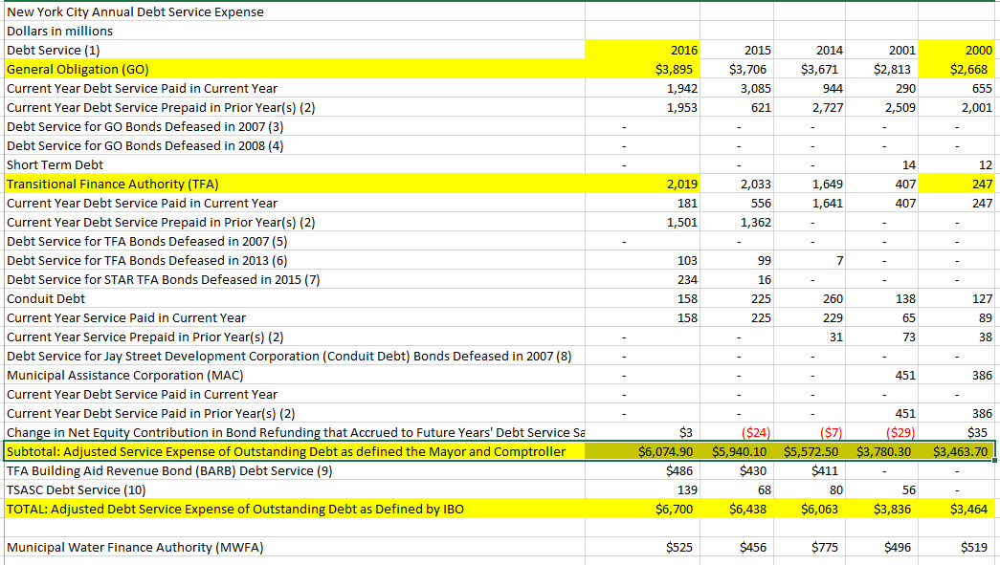 New York City Annual Debt Service Expense
Dollars in millions
Debt Service (1) 2016 2015 2014 2001 2000
General Obligation (GO) $3,895 $3,706 $3,671 $2,813 $2,668
Current Year Debt Service Paid in Current Year 1,942 3,085 944 290 655
Current Year Debt Service Prepaid in Prior Year(s) (2) 1,953 621 2,727 2,509 2,001
Debt Service for GO Bonds Defeased in 2007 (3) - - - - -
Debt Service for GO Bonds Defeased in 2008 (4) - - - - -
Short Term Debt - - - 14 12
Transitional Finance Authority (TFA) 2,019 2,033 1,649 407 247
Current Year Debt Service Paid in Current Year 181 556 1,641 407 247
Current Year Debt Service Prepaid in Prior Year(s) (2) 1,501 1,362 - - -
Debt Service for TFA Bonds Defeased in 2007 (5) - - - - -
Debt Service for TFA Bonds Defeased in 2013 (6) 103 99 7 - -
Debt Service for STAR TFA Bonds Defeased in 2015 (7) 234 16 - - -
Conduit Debt 158 225 260 138 127
Current Year Service Paid in Current Year 158 225 229 65 89
Current Year Service Prepaid in Prior Year(s) (2) - - 31 73 38
Debt Service for Jay Street Development Corporation (Conduit Debt) Bonds Defeased in 2007 (8) - - - - -
Municipal Assistance Corporation (MAC) - - - 451 386
Current Year Debt Service Paid in Current Year - - - - -
Current Year Debt Service Paid in Prior Year(s) (2) - - - 451 386
Change in Net Equity Contribution in Bond Refunding that Accrued to Future Years' Debt Service Sa $3 ($24) ($7) ($29) $35
Subtotal: Adjusted Service Expense of Outstanding Debt as defined the Mayor and Comptroller $6,074.90 $5,940.10 $5,572.50 $3,780.30 $3,463.70
TFA Building Aid Revenue Bond (BARB) Debt Service (9) $486 $430 $411 - -
TSASC Debt Service (10) 139 68 80 56 -
TOTAL: Adjusted Debt Service Expense of Outstanding Debt as Defined by IBO $6,700 $6,438 $6,063 $3,836 $3,464
Municipal Water Finance Authority (MWFA) $525 $456 $775 $496 $519